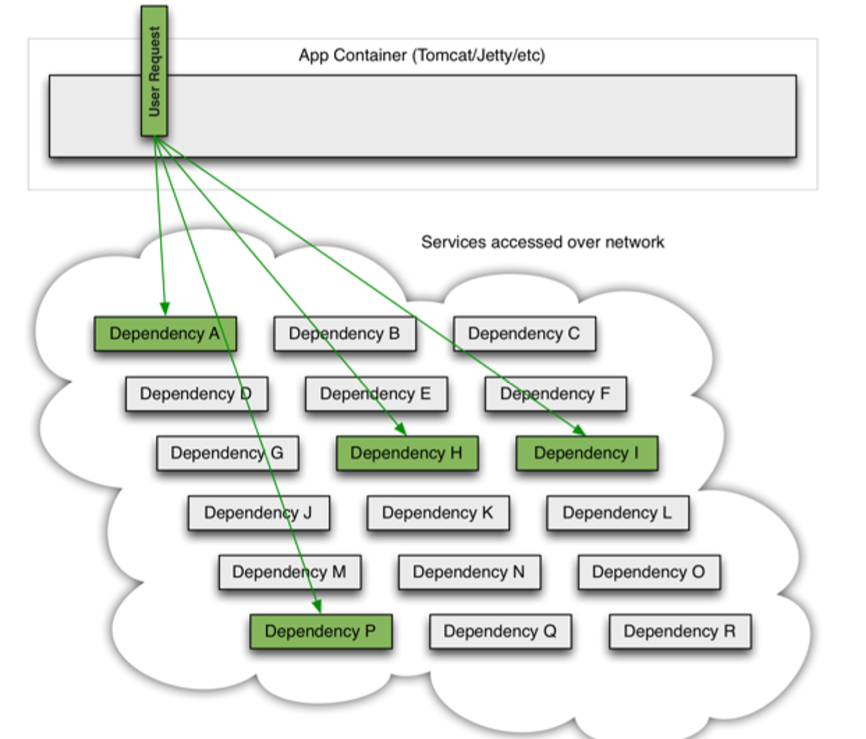 User Request
App Container (Tomcat/Jetty/etc)
Services accessed over network
Dependency A
Dependency B
Dependency C
Dependency D
Dependency E
Dependency F
Dependency G
Dependency H
Dependency I
Dependency J
Dependency K
Dependency L
Dependency M
Dependency N
Dependency O
Dependency P
Dependency Q
Dependency R